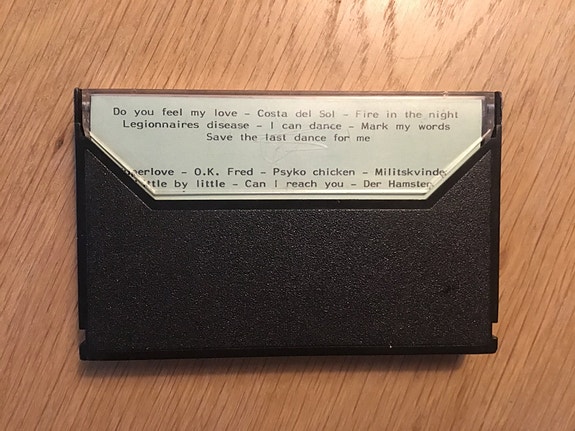 Do you feel my love - Costa del Sol - Fire in the night
Legionnaires disease - I can dance - Mark my words
Save the last dance for me
- O.K. Fred - Psyko chicken - Militskvinde
by little - Can I reach you - Der Hamster